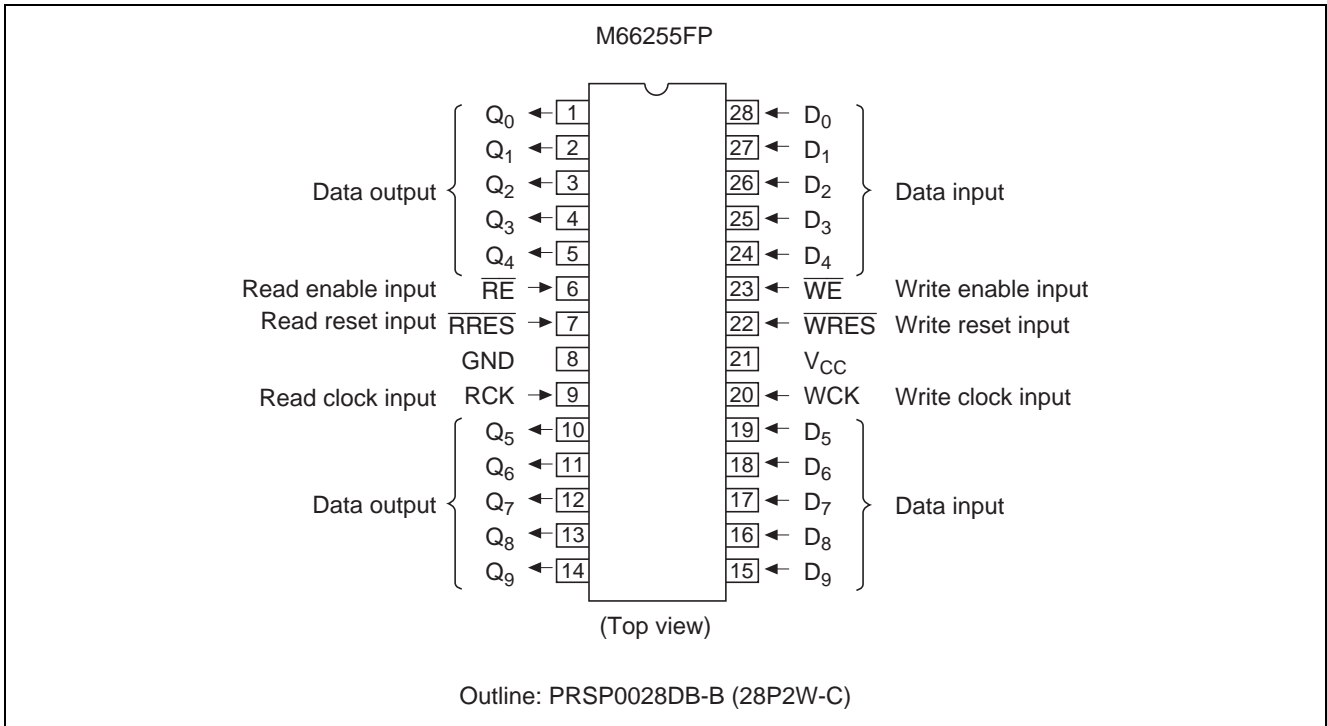 M66255FP
Q0 1 28 D0
Q1 2 27 D1
Data output Q2 3 26 D2 Data input
Q3 4 25 D3
Q4 5 24 D4
Read enable input R̅E̅ 6 23 W̅E̅ Write enable input
Read reset input R̅R̅E̅S̅ 7 22 W̅R̅E̅S̅ Write reset input
GND 8 21 VCC
Read clock input RCK 9 20 WCK Write clock input
Q5 10 19 D5
Q6 11 18 D6
Data output Q7 12 17 D7 Data input
Q8 13 16 D8
Q9 14 15 D9
(Top view)
Outline: PRSP0028DB-B (28P2W-C)